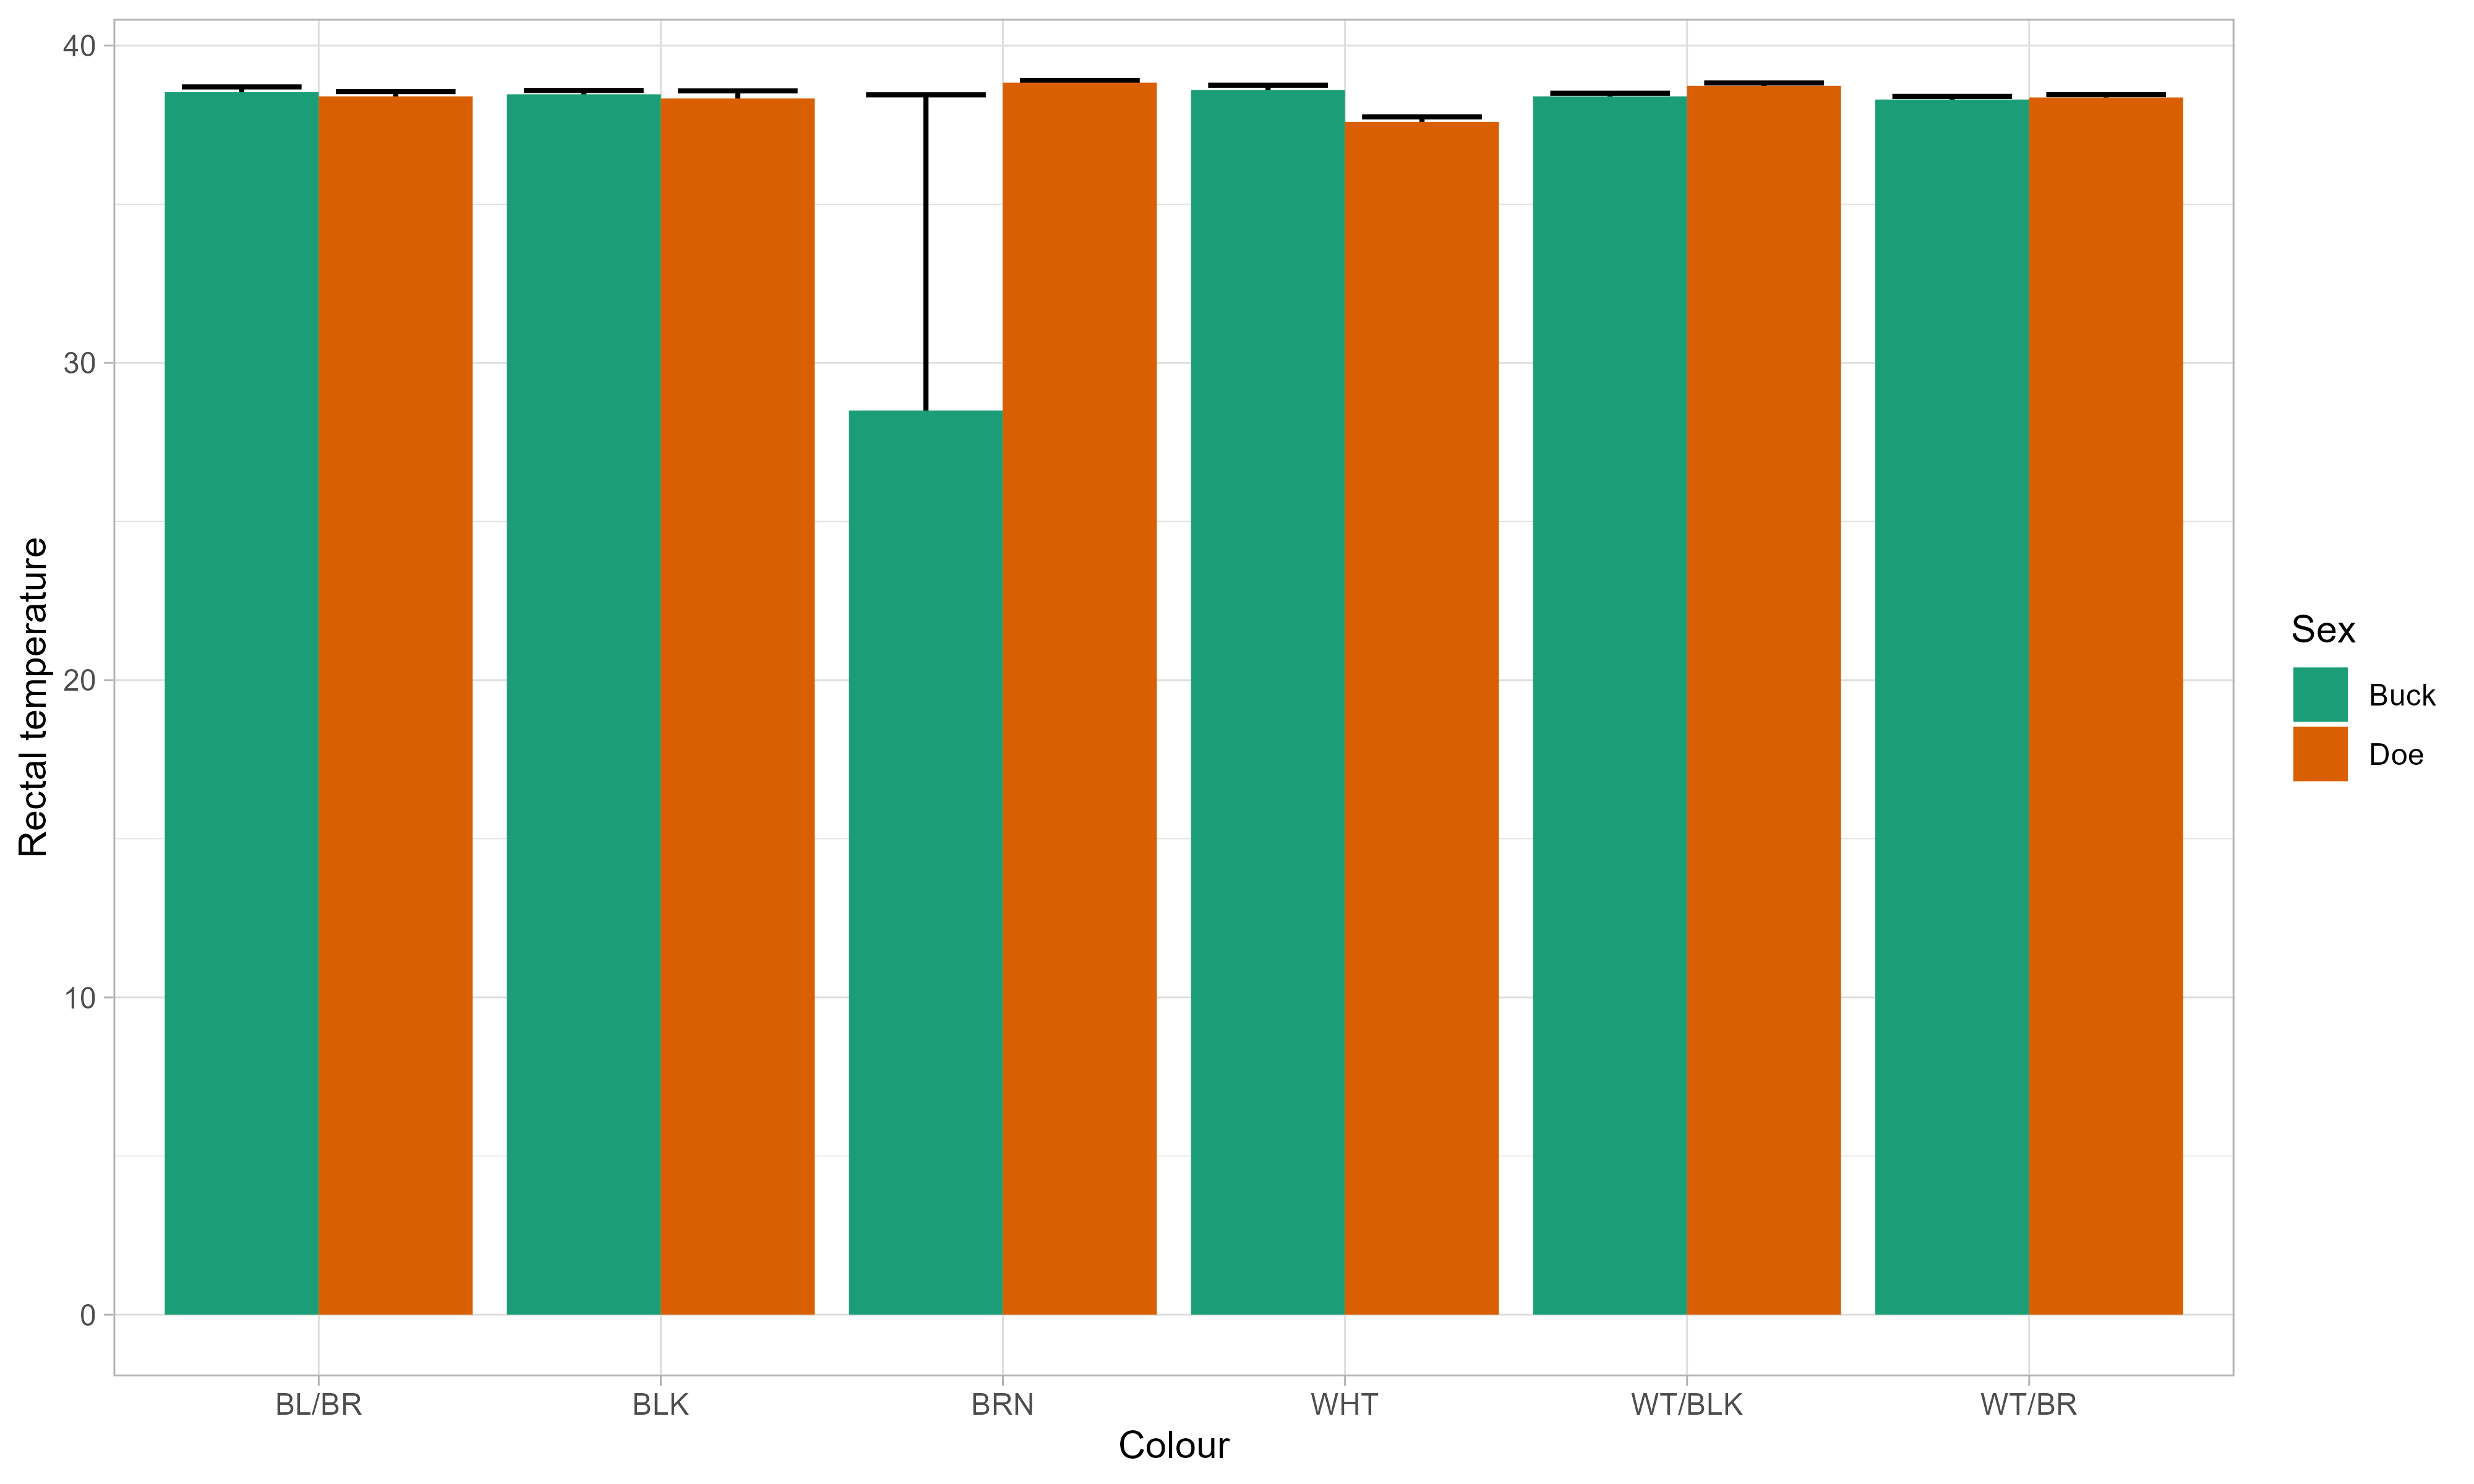 40
30
20
10
0
Rectal temperature
BL/BR
BLK
BRN
WHT
WT/BLK
WT/BR
Colour
Sex
Buck
Doe